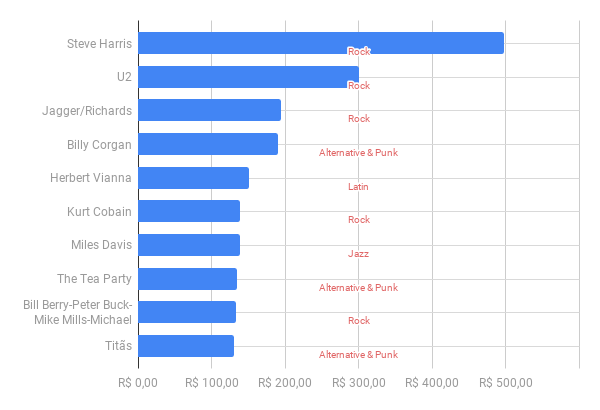 Steve Harris
Rock
U2
Rock
Jagger/Richards
Rock
Billy Corgan
Alternative & Punk
Herbert Vianna
Latin
Kurt Cobain
Rock
Miles Davis
Jazz
The Tea Party
Alternative & Punk
Bill Berry-Peter Buck-
Mike Mills-Michael
Rock
Titãs
Alternative & Punk
R$ 0,00 R$ 100,00 R$ 200,00 R$ 300,00 R$ 400,00 R$ 500,00